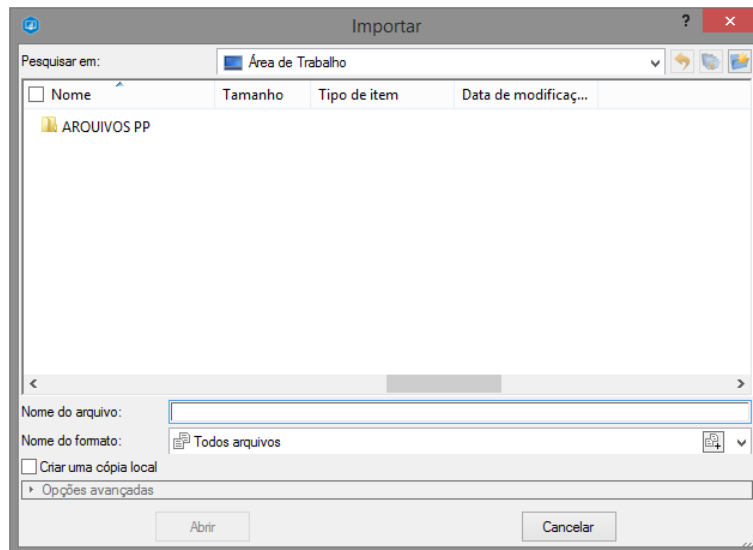 Importar ?
Pesquisar em: Área de Trabalho
Nome Tamanho Tipo de item Data de modificaç...
ARQUIVOS PP
Nome do arquivo:
Nome do formato: Todos arquivos
Criar uma cópia local
Opções avançadas
Abrir Cancelar